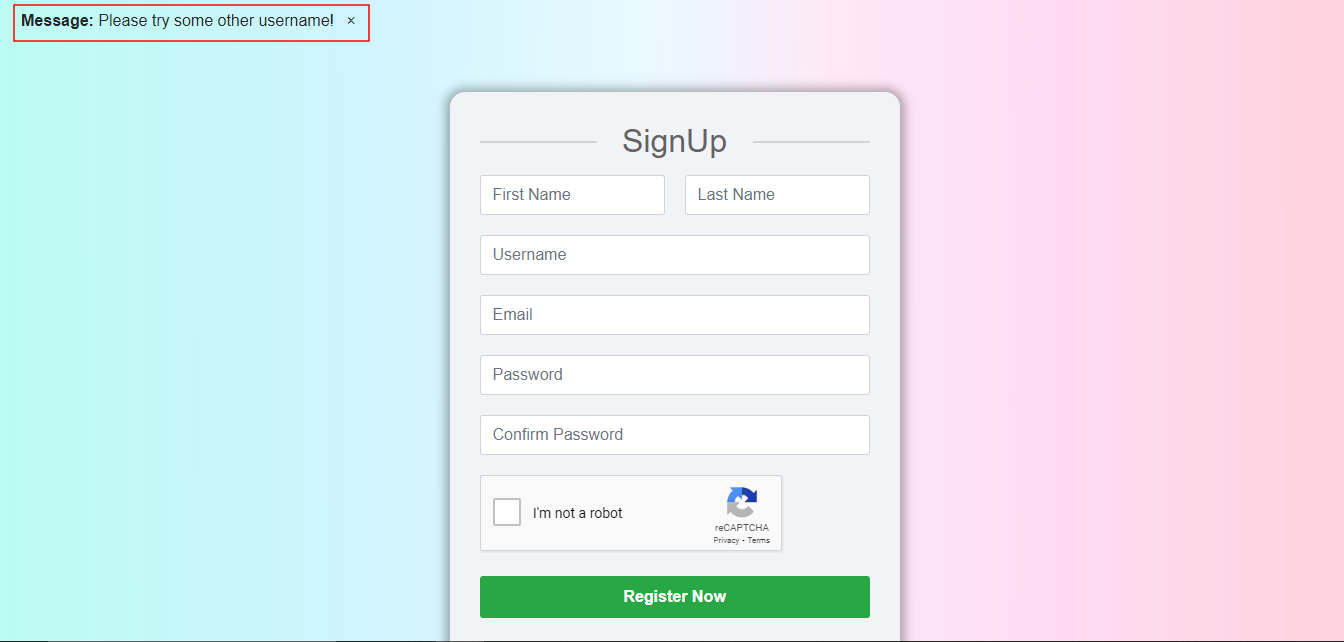 Message: Please try some other username! ×
SignUp
First Name
Last Name
Username
Email
Password
Confirm Password
I'm not a robot
reCAPTCHA
Privacy - Terms
Register Now